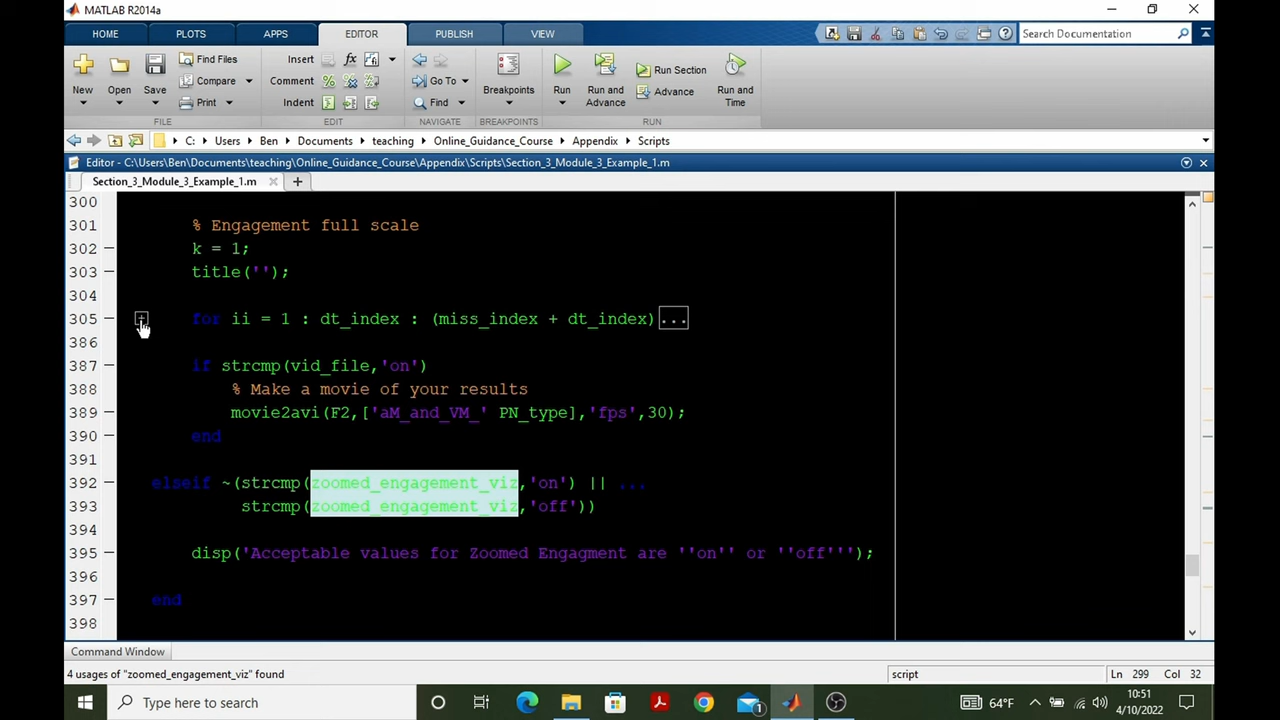 MATLAB R2014a
HOME PLOTS APPS EDITOR PUBLISH VIEW Search Documentation
New Open Save Find Files Compare Print Insert Comment Indent fx Go To Find Breakpoints Run Run and Advance Run Section Advance Run and Time
FILE EDIT NAVIGATE BREAKPOINTS RUN
C: Users Ben Documents teaching Online_Guidance_Course Appendix Scripts
Editor - C:\Users\Ben\Documents\teaching\Online_Guidance_Course\Appendix\Scripts\Section_3_Module_3_Example_1.m
Section_3_Module_3_Example_1.m
300
301 % Engagement full scale
302 k = 1;
303 title('');
304
305 for ii = 1 : dt_index : (miss_index + dt_index)...
386
387 if strcmp(vid_file,'on')
388 % Make a movie of your results
389 movie2avi(F2,['aM_and_VM_' PN_type],'fps',30);
390 end
391
392 elseif ~(strcmp(zoomed_engagement_viz,'on') || ...
393 strcmp(zoomed_engagement_viz,'off'))
394
395 disp('Acceptable values for Zoomed Engagment are ''on'' or ''off''');
396
397 end
398
Command Window
4 usages of "zoomed_engagement_viz" found script Ln 299 Col 32
Type here to search 1 64°F 10:51
4/10/2022